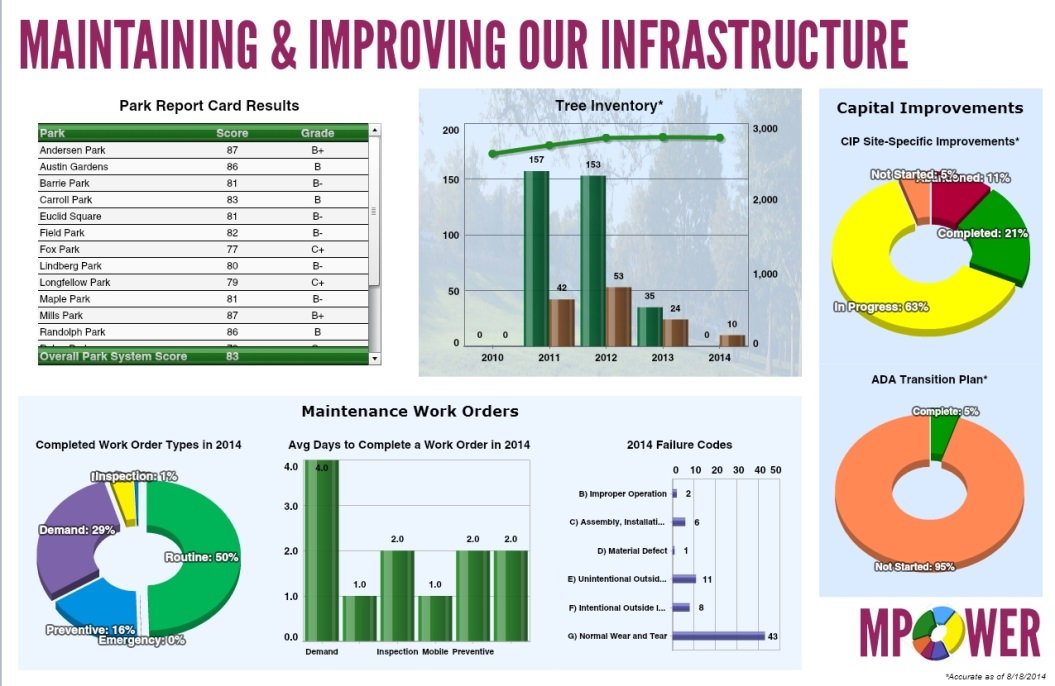 MAINTAINING & IMPROVING OUR INFRASTRUCTURE
Park Report Card Results
Park Score Grade
Andersen Park 87 B+
Austin Gardens 86 B
Barrie Park 81 B-
Carroll Park 83 B
Euclid Square 81 B-
Field Park 82 B-
Fox Park 77 C+
Lindberg Park 80 B-
Longfellow Park 79 C+
Maple Park 81 B-
Mills Park 87 B+
Randolph Park 86 B
Overall Park System Score 83
Tree Inventory*
200
150
100
50
0
3,000
2,000
1,000
0
0 0
157 42
153 53
35 24
0 10
2010 2011 2012 2013 2014
Capital Improvements
CIP Site-Specific Improvements*
Not Started: 5%
11%
Completed: 21%
In Progress: 63%
ADA Transition Plan*
Complete: 5%
Not Started: 95%
Maintenance Work Orders
Completed Work Order Types in 2014
Inspection: 1%
Demand: 29%
Routine: 50%
Preventive: 16%
Emergency: 0%
Avg Days to Complete a Work Order in 2014
4.0
3.0
2.0
1.0
0.0
4.0 1.0 2.0 1.0 2.0 2.0
Demand Inspection Mobile Preventive
2014 Failure Codes
0 10 20 30 40 50
B) Improper Operation 2
C) Assembly, Installati... 6
D) Material Defect 1
E) Unintentional Outsid... 11
F) Intentional Outside I... 8
G) Normal Wear and Tear 43
MPOWER
*Accurate as of 8/18/2014